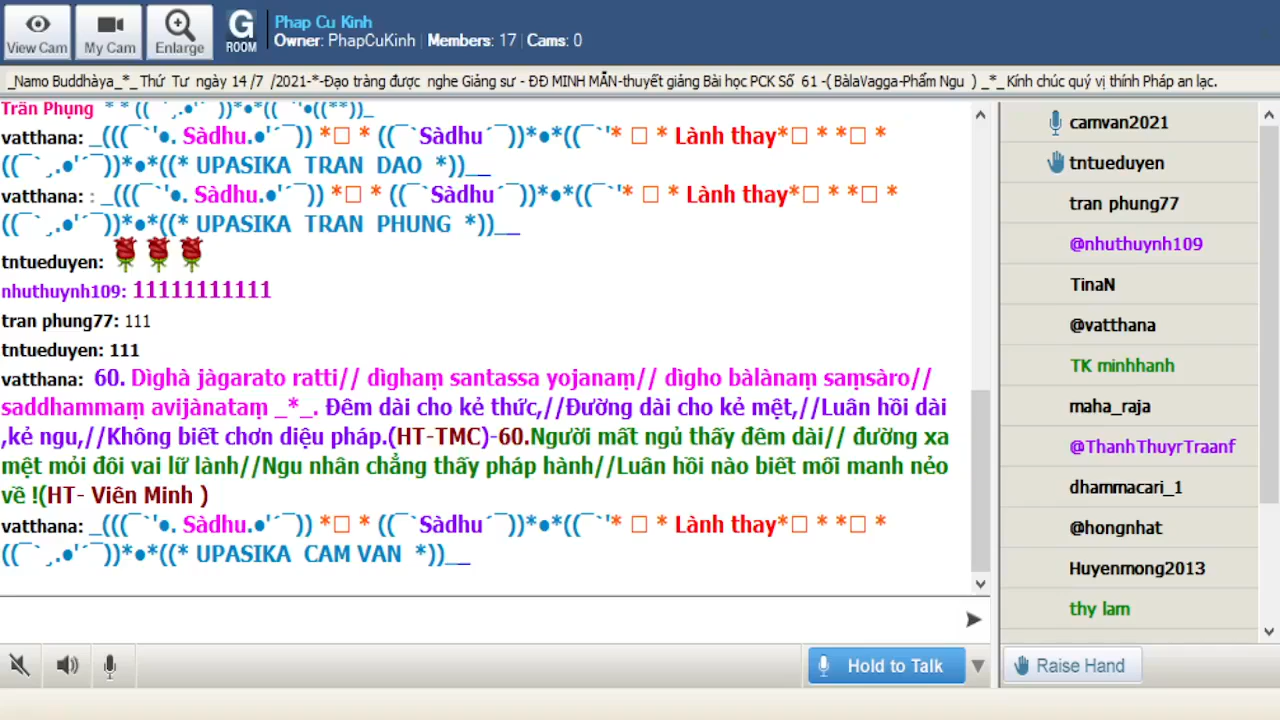 Phap Cu Kinh
View Cam My Cam Enlarge G ROOM Owner: PhapCuKinh Members: 17 Cams: 0
_Namo Buddhàya_*_ Thứ Tư ngày 14 /7 /2021-*-Đạo tràng được nghe Giảng sư - ĐĐ MINH MẪN-thuyết giảng Bài học PCK Số 61 -( BàlaVagga-Phẩm Ngu ) _*_ Kính chúc quý vị thính Pháp an lạc.
Trần Phụng * * ((¯`¸.●'´¯))*●*((¯`'●((**))_
vatthana: _(((¯`'●. Sàdhu.●'´¯)) *□ * ((¯`Sàdhu´¯))*●*((¯`'* □ * Lành thay*□ * *□ *
((¯`¸.●'´¯))*●*((* UPASIKA TRAN DAO *))__
vatthana: : _(((¯`'●. Sàdhu.●'´¯)) *□ * ((¯`Sàdhu´¯))*●*((¯`'* □ * Lành thay*□ * *□ *
((¯`¸.●'´¯))*●*((* UPASIKA TRAN PHUNG *))__
tntueduyen:
nhuthuynh109: 11111111111
tran phung77: 111
tntueduyen: 111
vatthana: 60. Dìghà jàgarato ratti// dìghaṃ santassa yojanaṃ// dìgho bàlànaṃ saṃsàro//
saddhammaṃ avijànataṃ _*_. Đêm dài cho kẻ thức,//Đường dài cho kẻ mệt,//Luân hồi dài
,kẻ ngu,//Không biết chơn diệu pháp.(HT-TMC)-60.Người mất ngủ thấy đêm dài// đường xa
mệt mỏi đôi vai lữ lành//Ngu nhân chẳng thấy pháp hành//Luân hồi nào biết mối manh nẻo
về !(HT- Viên Minh )
vatthana: _(((¯`'●. Sàdhu.●'´¯)) *□ * ((¯`Sàdhu´¯))*●*((¯`'* □ * Lành thay*□ * *□ *
((¯`¸.●'´¯))*●*((* UPASIKA CAM VAN *))__
camvan2021
tntueduyen
tran phung77
@nhuthuynh109
TinaN
@vatthana
TK minhhanh
maha_raja
@ThanhThuyrTraanf
dhammacari_1
@hongnhat
Huyenmong2013
thy lam
Hold to Talk
Raise Hand